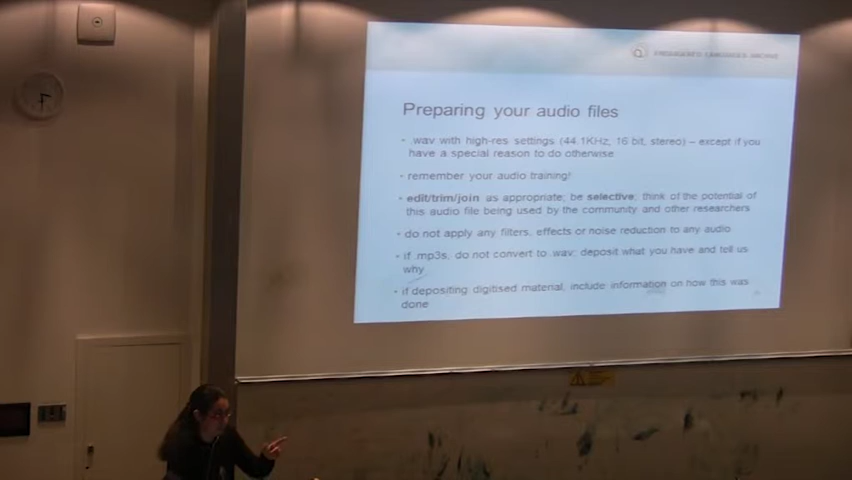 ENDANGERED LANGUAGES ARCHIVE
Preparing your audio files
• .wav with high-res settings (44.1KHz, 16 bit, stereo) – except if you
have a special reason to do otherwise
• remember your audio training!
• edit/trim/join as appropriate; be selective; think of the potential of
this audio file being used by the community and other researchers
• do not apply any filters, effects or noise reduction to any audio
• if mp3s, do not convert to .wav; deposit what you have and tell us
why
• if depositing digitised material, include information on how this was
done